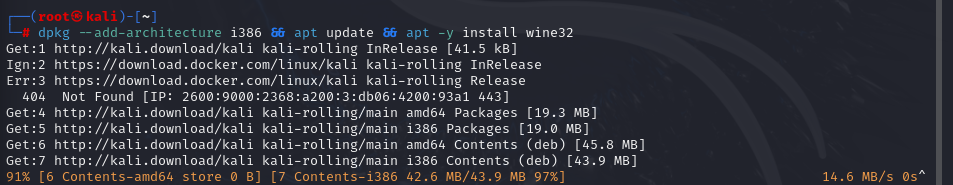 ┌──(root㉿kali)-[~]
└─# dpkg --add-architecture i386 && apt update && apt -y install wine32
Get:1 http://kali.download/kali kali-rolling InRelease [41.5 kB]
Ign:2 https://download.docker.com/linux/kali kali-rolling InRelease
Err:3 https://download.docker.com/linux/kali kali-rolling Release
  404  Not Found [IP: 2600:9000:2368:a200:3:db06:4200:93a1 443]
Get:4 http://kali.download/kali kali-rolling/main amd64 Packages [19.3 MB]
Get:5 http://kali.download/kali kali-rolling/main i386 Packages [19.0 MB]
Get:6 http://kali.download/kali kali-rolling/main amd64 Contents (deb) [45.8 MB]
Get:7 http://kali.download/kali kali-rolling/main i386 Contents (deb) [43.9 MB]
91% [6 Contents-amd64 store 0 B] [7 Contents-i386 42.6 MB/43.9 MB 97%] 14.6 MB/s 0s^